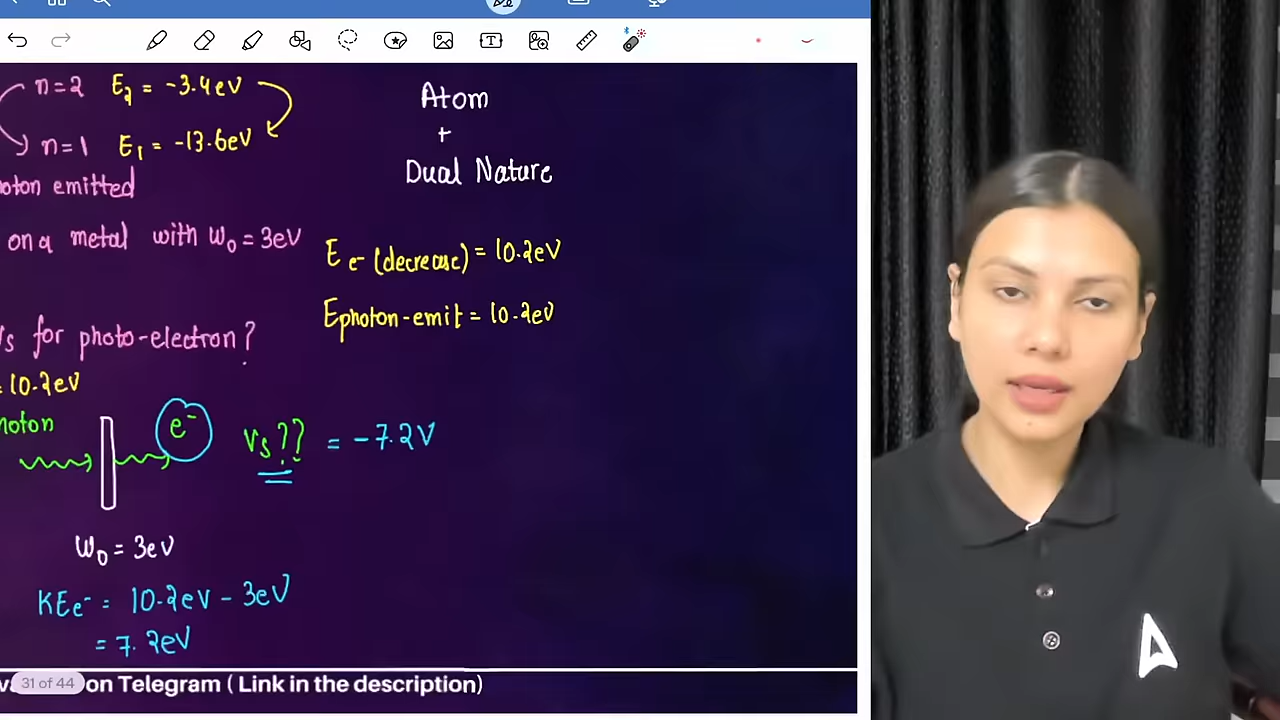 n=2 E₂ = -3.4eV
n=1 E₁ = -13.6eV
Atom
+
Dual Nature
emitted
on a metal with W₀ = 3eV
E e⁻ (decrease) = 10.2eV
Ephoton-emit = 10.2eV
for photo-electron?
= 10.2eV
e⁻
Vs?? = -7.2V
W₀ = 3eV
KEe⁻ = 10.2eV - 3eV
= 7.2eV
31 of 44 on Telegram ( Link in the description)